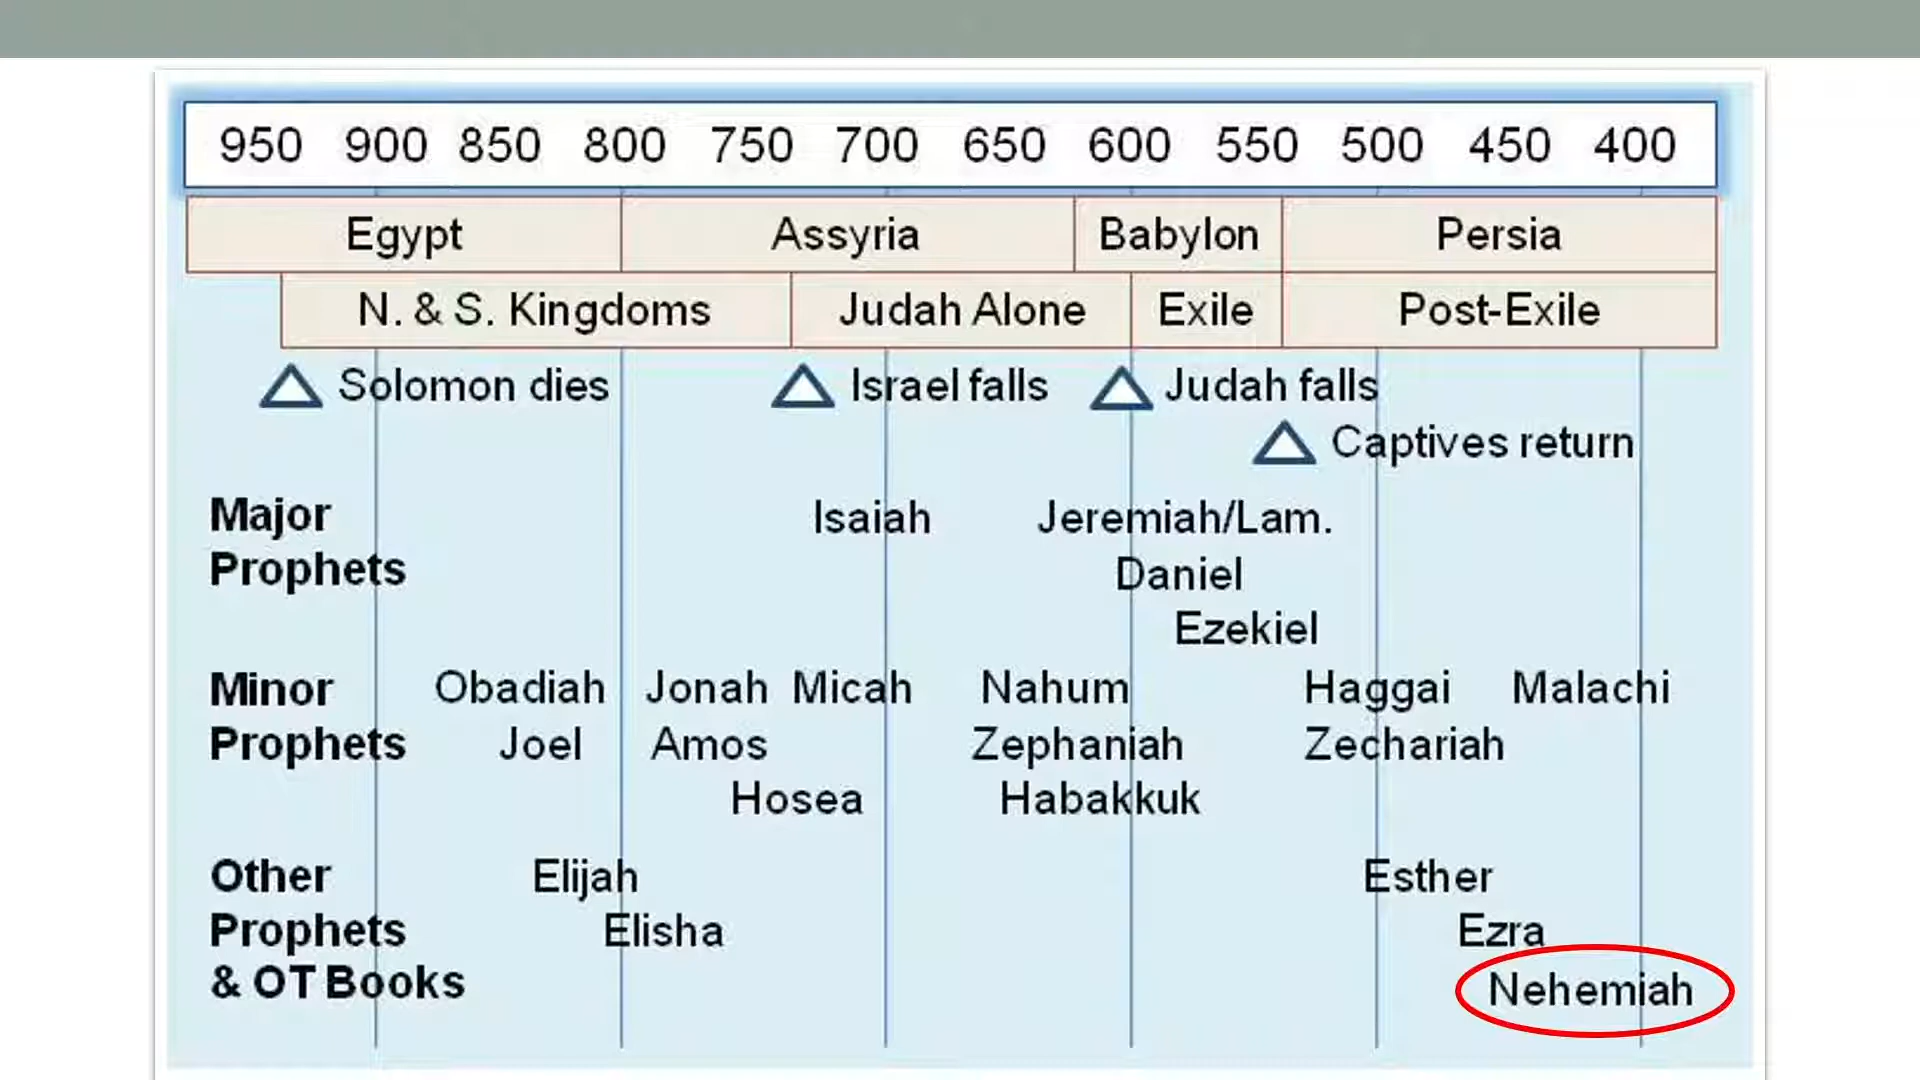 950 900 850 800 750 700 650 600 550 500 450 400
Egypt Assyria Babylon Persia
N. & S. Kingdoms Judah Alone Exile Post-Exile
Solomon dies Israel falls Judah falls
Captives return
Major Isaiah Jeremiah/Lam.
Prophets Daniel
Ezekiel
Minor Obadiah Jonah Micah Nahum Haggai Malachi
Prophets Joel Amos Zephaniah Zechariah
Hosea Habakkuk
Other Elijah Esther
Prophets Elisha Ezra
& OT Books Nehemiah